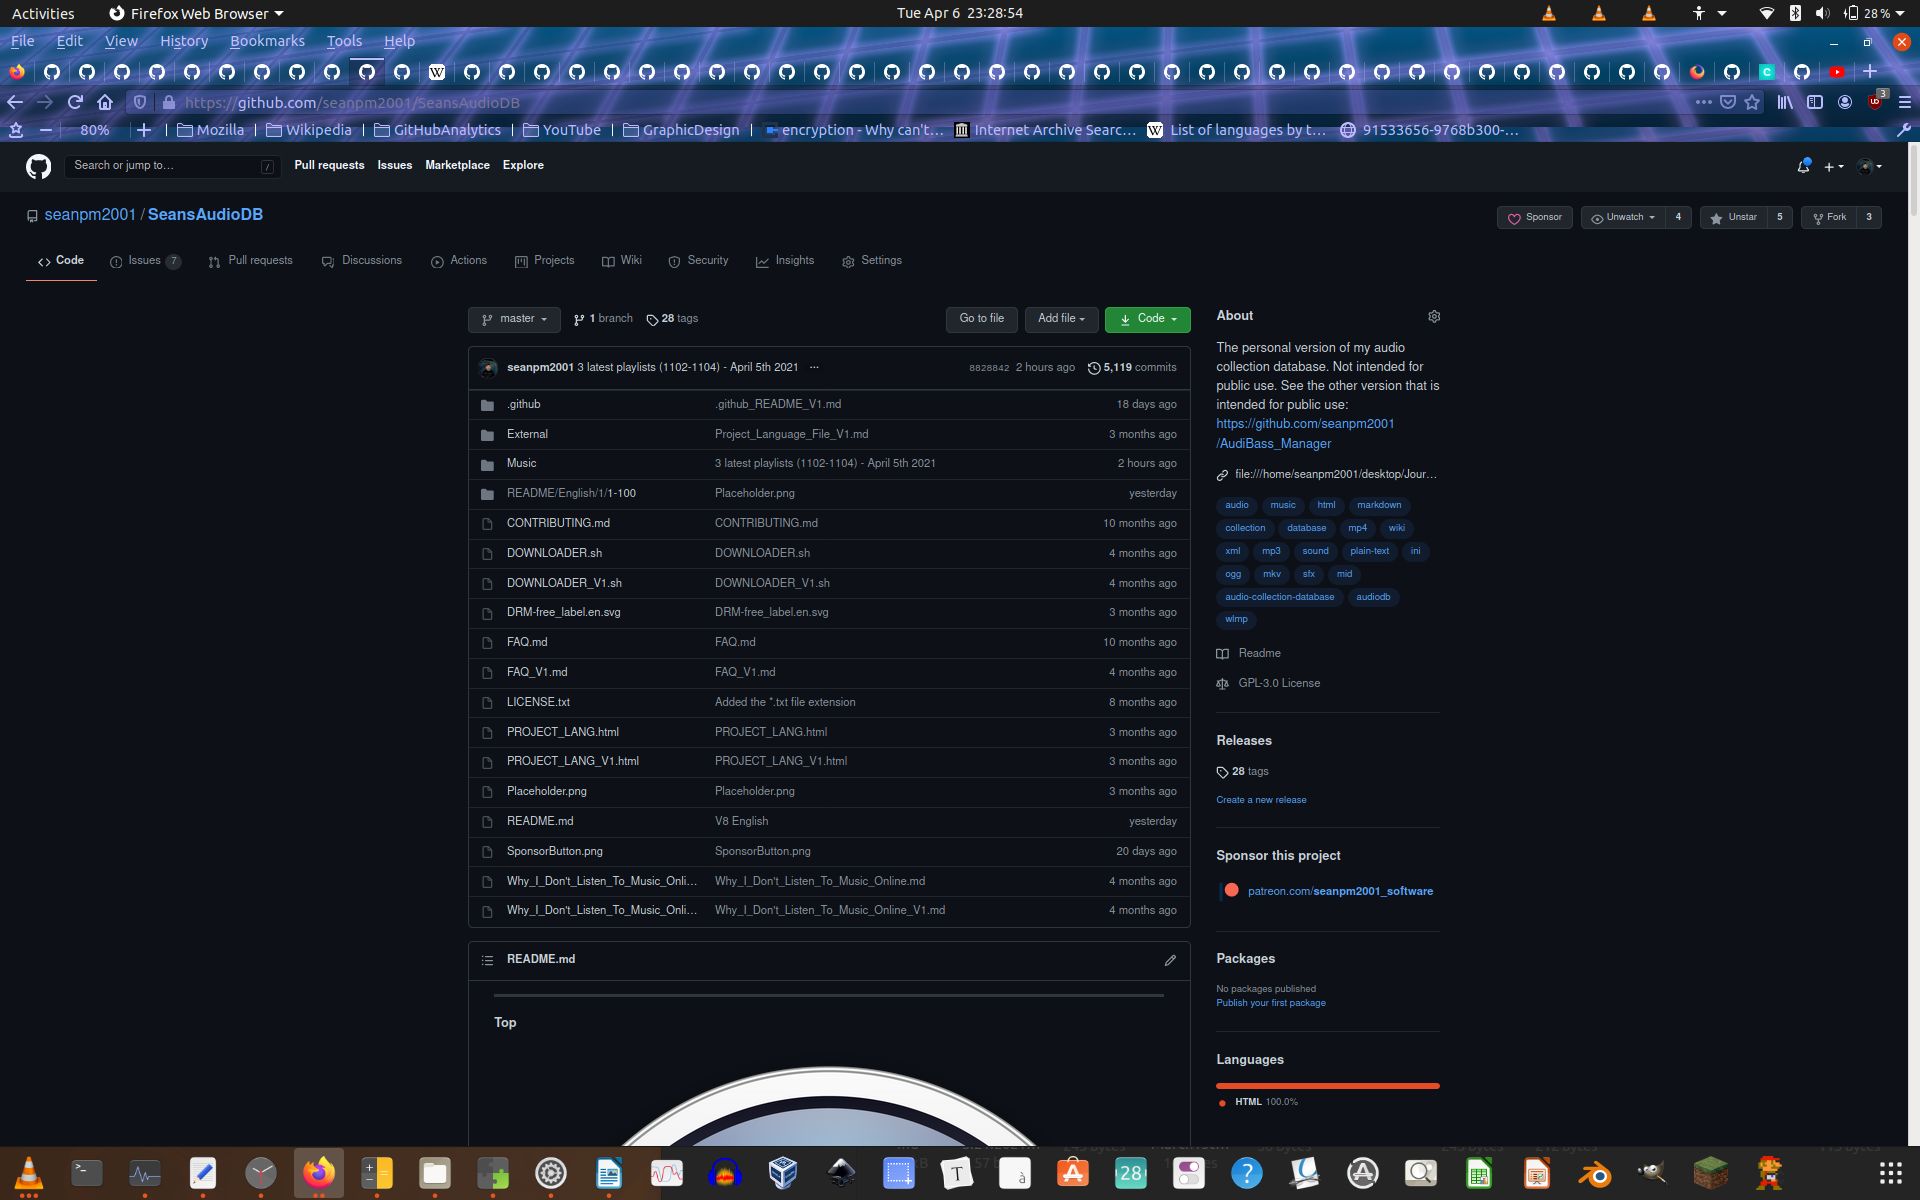 Activities Firefox Web Browser Tue Apr 6 23:28:54 28 %
File Edit View History Bookmarks Tools Help
https://github.com/seanpm2001/SeansAudioDB 3
80% Mozilla Wikipedia GitHubAnalytics YouTube GraphicDesign encryption - Why can't… Internet Archive Searc… List of languages by t… 91533656-9768b300-…
Search or jump to… / Pull requests Issues Marketplace Explore
seanpm2001 / SeansAudioDB Sponsor Unwatch 4 Unstar 5 Fork 3
Code Issues 7 Pull requests Discussions Actions Projects Wiki Security Insights Settings
master 1 branch 28 tags Go to file Add file Code
seanpm2001 3 latest playlists (1102-1104) - April 5th 2021 ... 8828842 2 hours ago 5,119 commits
.github .github_README_V1.md 18 days ago
External Project_Language_File_V1.md 3 months ago
Music 3 latest playlists (1102-1104) - April 5th 2021 2 hours ago
README/English/1/1-100 Placeholder.png yesterday
CONTRIBUTING.md CONTRIBUTING.md 10 months ago
DOWNLOADER.sh DOWNLOADER.sh 4 months ago
DOWNLOADER_V1.sh DOWNLOADER_V1.sh 4 months ago
DRM-free_label.en.svg DRM-free_label.en.svg 3 months ago
FAQ.md FAQ.md 10 months ago
FAQ_V1.md FAQ_V1.md 4 months ago
LICENSE.txt Added the *.txt file extension 8 months ago
PROJECT_LANG.html PROJECT_LANG.html 3 months ago
PROJECT_LANG_V1.html PROJECT_LANG_V1.html 3 months ago
Placeholder.png Placeholder.png 3 months ago
README.md V8 English yesterday
SponsorButton.png SponsorButton.png 20 days ago
Why_I_Don't_Listen_To_Music_Onli… Why_I_Don't_Listen_To_Music_Online.md 4 months ago
Why_I_Don't_Listen_To_Music_Onli… Why_I_Don't_Listen_To_Music_Online_V1.md 4 months ago
README.md
Top
About
The personal version of my audio
collection database. Not intended for
public use. See the other version that is
intended for public use:
https://github.com/seanpm2001
/AudiBass_Manager
file:///home/seanpm2001/desktop/Jour…
audio music html markdown
collection database mp4 wiki
xml mp3 sound plain-text ini
ogg mkv sfx mid
audio-collection-database audiodb
wlmp
Readme
GPL-3.0 License
Releases
28 tags
Create a new release
Sponsor this project
patreon.com/seanpm2001_software
Packages
No packages published
Publish your first package
Languages
HTML 100.0%